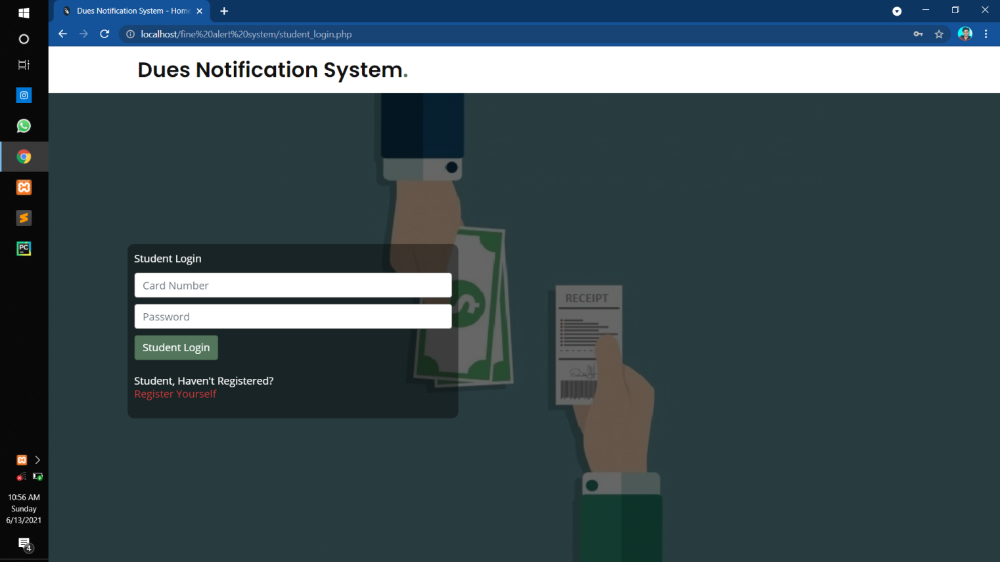 Dues Notification System - Home
localhost/fine%20alert%20system/student_login.php
Dues Notification System.
Student Login
Card Number
Password
Student Login
Student, Haven't Registered?
Register Yourself
RECEIPT
PC
10:56 AM
Sunday
6/13/2021
4